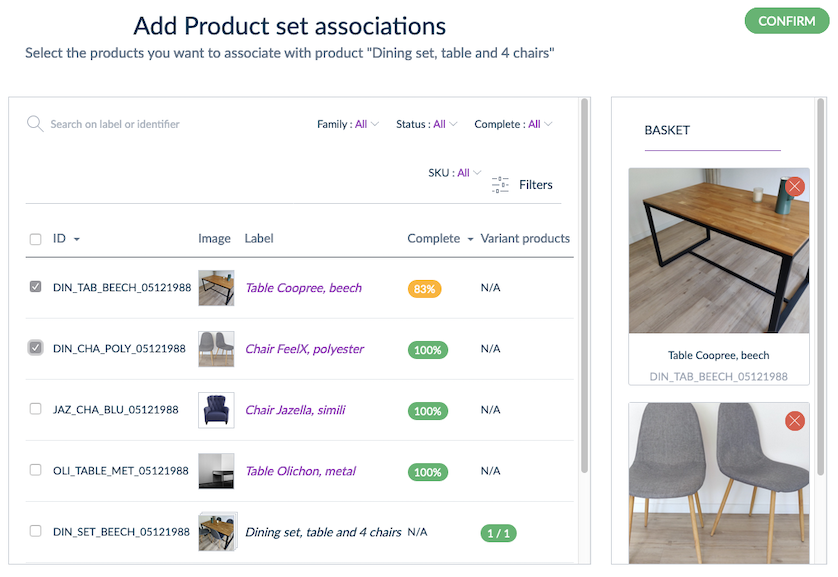 Add Product set associations
CONFIRM
Select the products you want to associate with product "Dining set, table and 4 chairs"
Search on label or identifier
Family : All
Status : All
Complete : All
SKU : All
Filters
ID
Image
Label
Complete
Variant products
DIN_TAB_BEECH_05121988
Table Coopree, beech
83%
N/A
DIN_CHA_POLY_05121988
Chair FeelX, polyester
100%
N/A
JAZ_CHA_BLU_05121988
Chair Jazella, simili
100%
N/A
OLI_TABLE_MET_05121988
Table Olichon, metal
100%
N/A
DIN_SET_BEECH_05121988
Dining set, table and 4 chairs
N/A
1 / 1
BASKET
Table Coopree, beech
DIN_TAB_BEECH_05121988